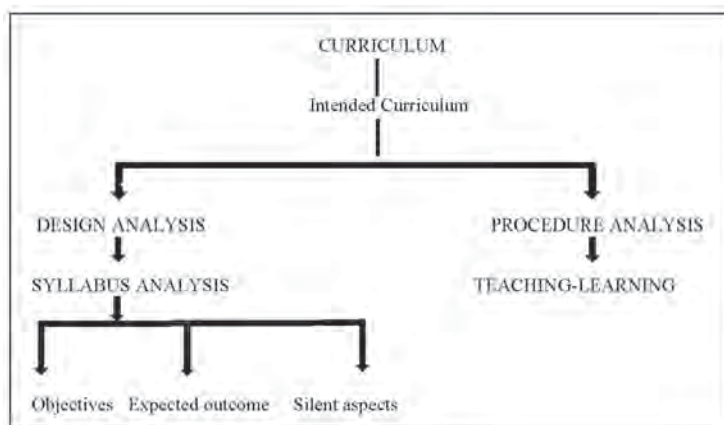 CURRICULUM
Intended Curriculum
DESIGN ANALYSIS PROCEDURE ANALYSIS
SYLLABUS ANALYSIS TEACHING-LEARNING
Objectives Expected outcome Silent aspects